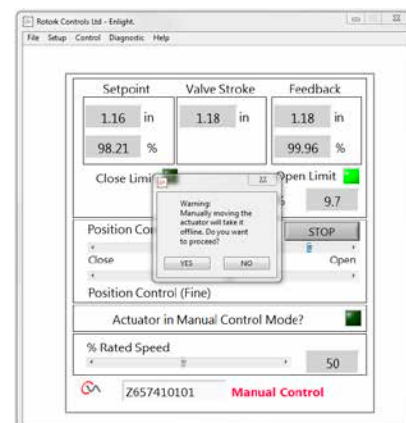 Rotork Controls Ltd - Enlight.
File Setup Control Diagnostic Help
Setpoint Valve Stroke Feedback
1.16 in 1.18 in 1.18 in
98.21 % 99.96 %
Close Limit Open Limit
9.7
Warning:
Manually moving the
actuator will take it
offline. Do you want
to proceed?
YES NO
Position STOP
Close Open
Position Control (Fine)
Actuator in Manual Control Mode?
% Rated Speed
50
Z657410101 Manual Control